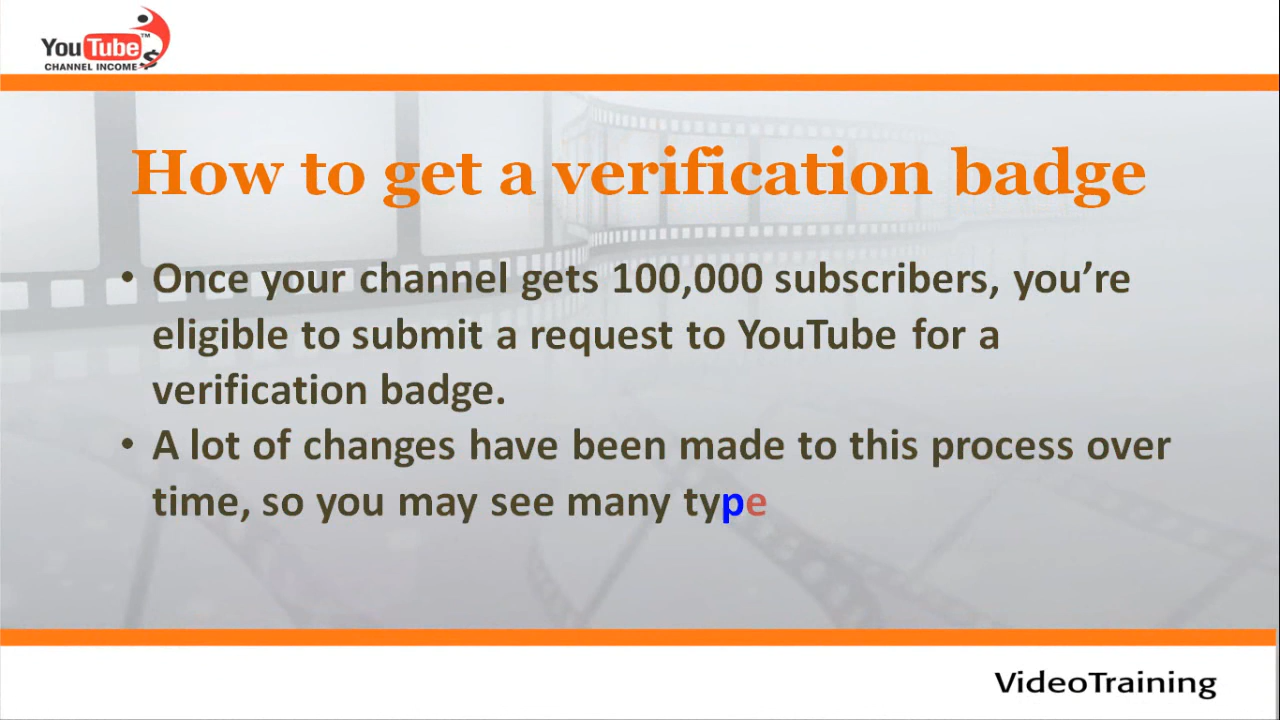 YouTube™
CHANNEL INCOME
How to get a verification badge
• Once your channel gets 100,000 subscribers, you’re
eligible to submit a request to YouTube for a
verification badge.
• A lot of changes have been made to this process over
time, so you may see many type
VideoTraining